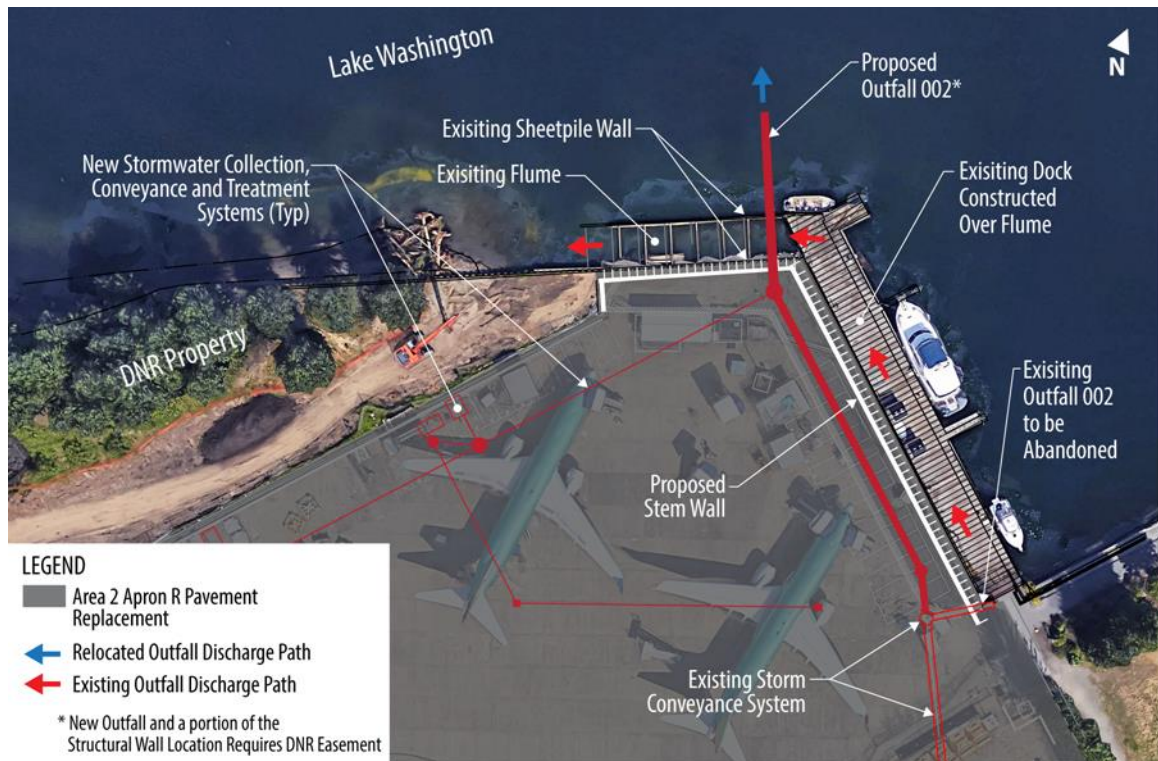 Lake Washington
N
Proposed
Outfall 002*
Exisiting Sheetpile Wall
New Stormwater Collection,
Conveyance and Treatment
Systems (Typ)
Exisiting Flume
Exisiting Dock
Constructed
Over Flume
DNR Property
Exisiting
Outfall 002
to be
Abandoned
Proposed
Stem Wall
Existing Storm
Conveyance System
LEGEND
Area 2 Apron R Pavement
Replacement
Relocated Outfall Discharge Path
Existing Outfall Discharge Path
* New Outfall and a portion of the
Structural Wall Location Requires DNR Easement